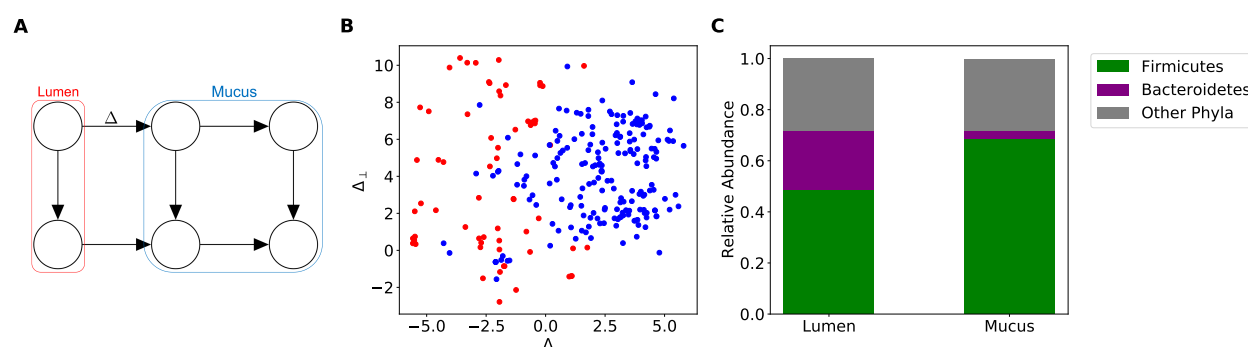 A
B
C
Lumen
Mucus
Δ
Δ⊥
10
8
6
4
2
0
−2
−5.0
−2.5
0.0
2.5
5.0
Δ
Relative Abundance
1.0
0.8
0.6
0.4
0.2
0.0
Lumen
Mucus
Firmicutes
Bacteroidetes
Other Phyla